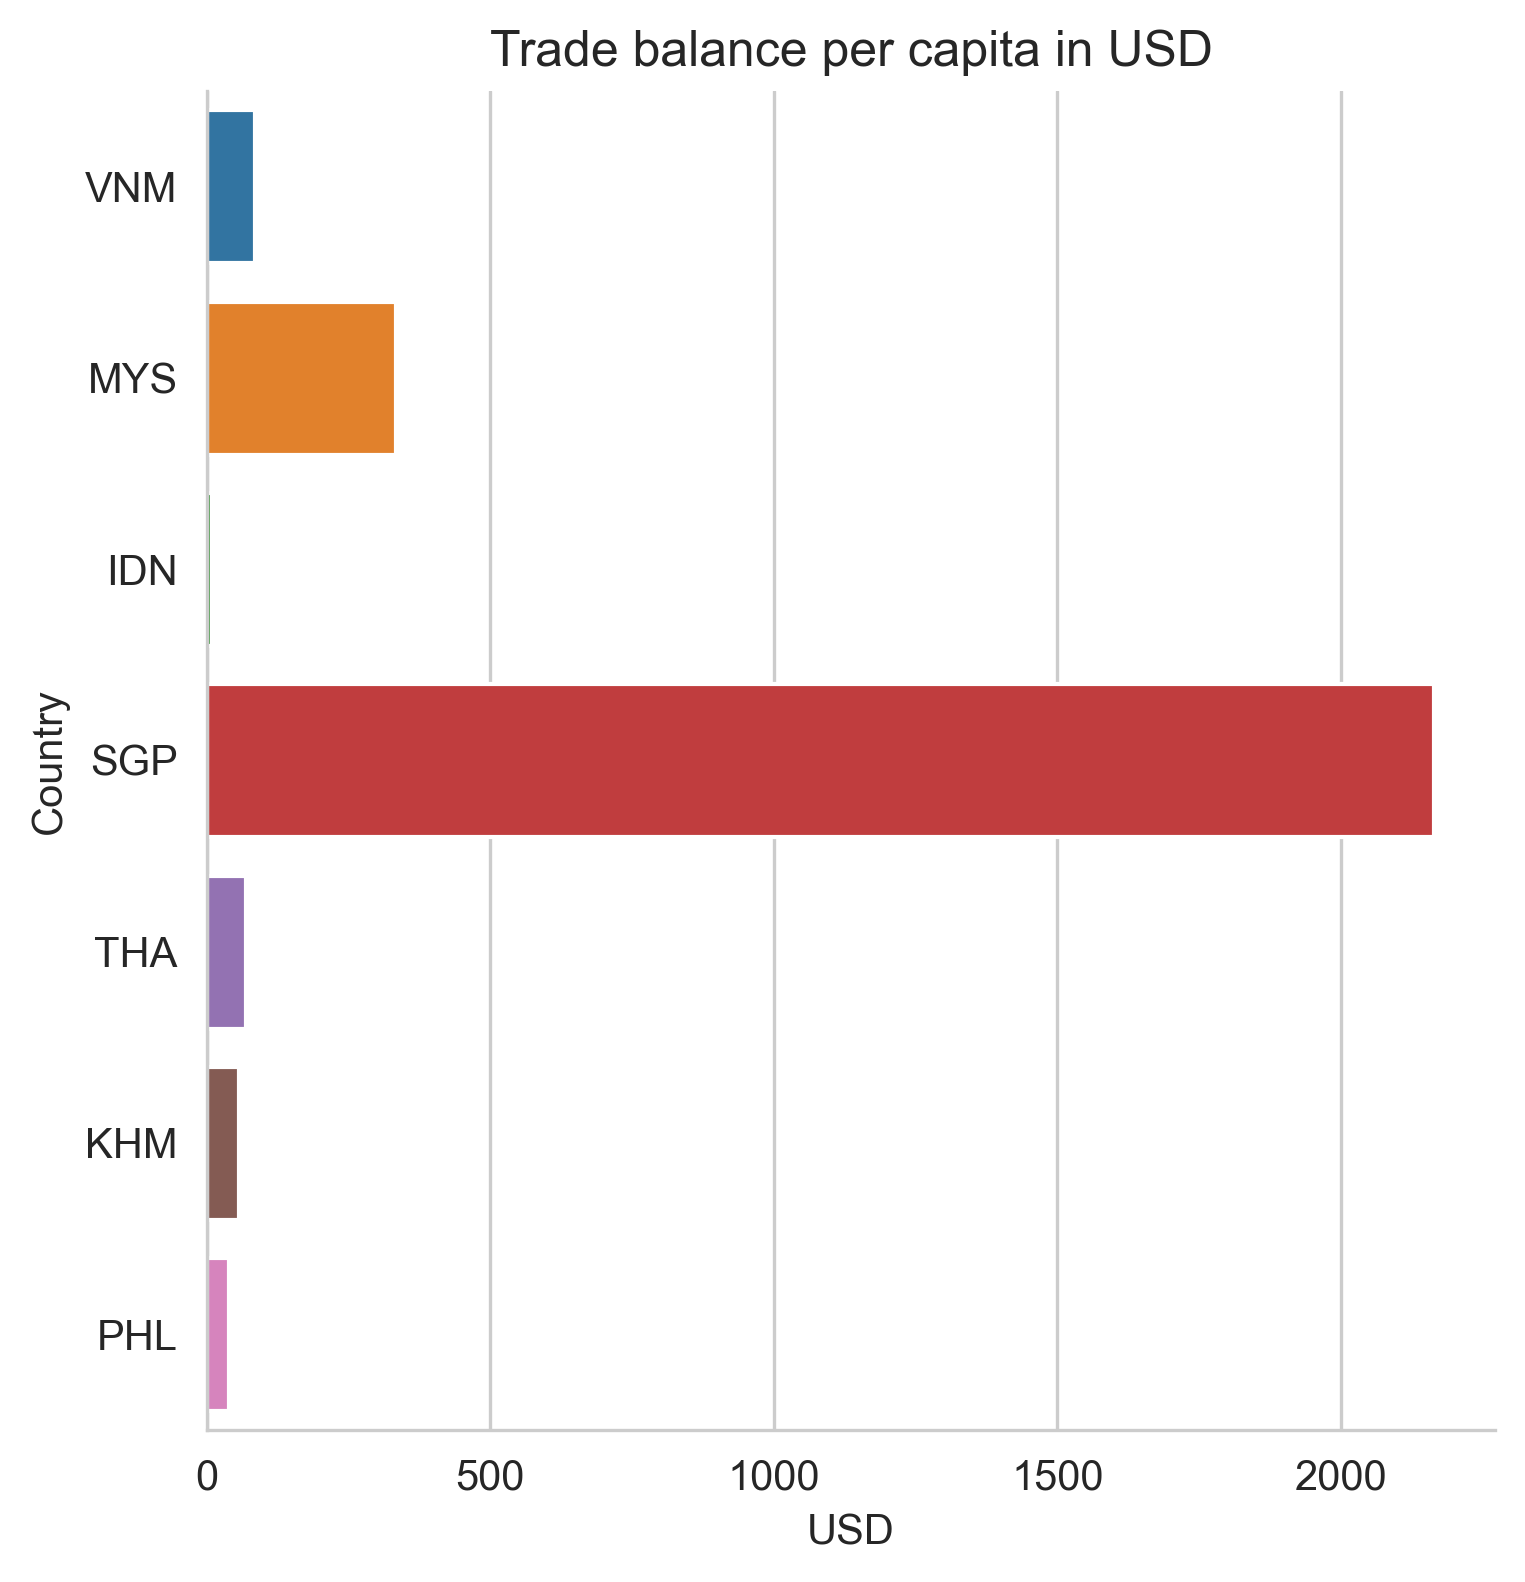 Trade balance per capita in USD
VNM
MYS
IDN
SGP
THA
KHM
PHL
Country
0 500 1000 1500 2000
USD